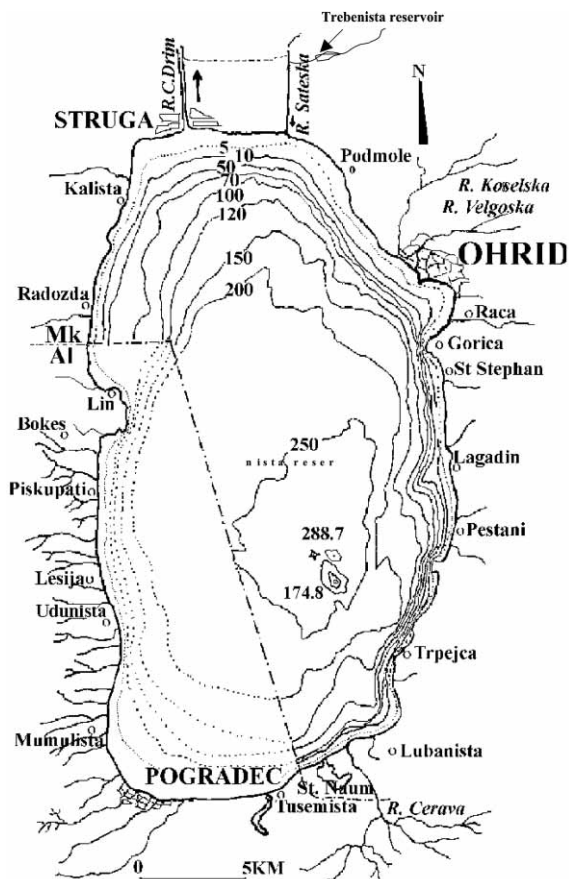 Trebenista reservoir
R.C.Drim
R. Sateska
N
STRUGA
5
10
50
70
100
120
150
200
Podmole
Kalista
R. Koselska
R. Velgoska
OHRID
Radozda
Raca
Mk
Al
Gorica
St Stephan
Lin
Bokes
250
nista reser
Lagadin
Piskupati
288.7
Pestani
174.8
Lesija
Udunista
Trpejca
Mumulista
Lubanista
POGRADEC
St. Naum
Tusemista
R. Cerava
0 5KM